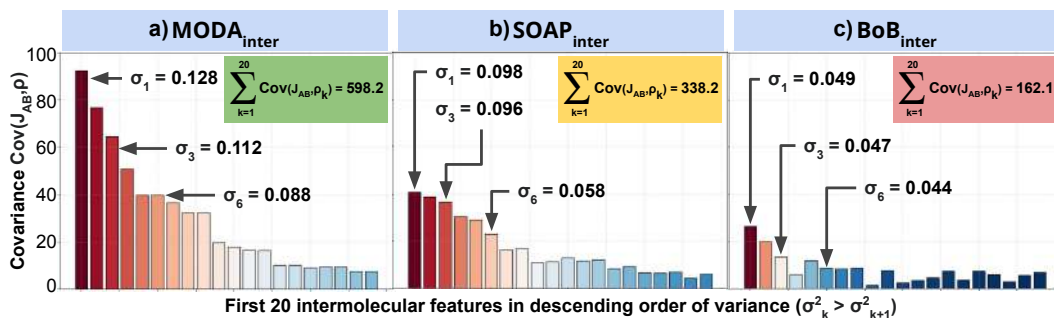 a) MODA_inter
b) SOAP_inter
c) BoB_inter
Covariance Cov(J_AB,ρ)
100
80
60
40
20
0
σ_1 = 0.128
σ_3 = 0.112
σ_6 = 0.088
20
∑ Cov(J_AB,ρ_k) = 598.2
k=1
σ_1 = 0.098
σ_3 = 0.096
σ_6 = 0.058
20
∑ Cov(J_AB,ρ_k) = 338.2
k=1
σ_1 = 0.049
σ_3 = 0.047
σ_6 = 0.044
20
∑ Cov(J_AB,ρ_k) = 162.1
k=1
First 20 intermolecular features in descending order of variance (σ²_k > σ²_k+1)